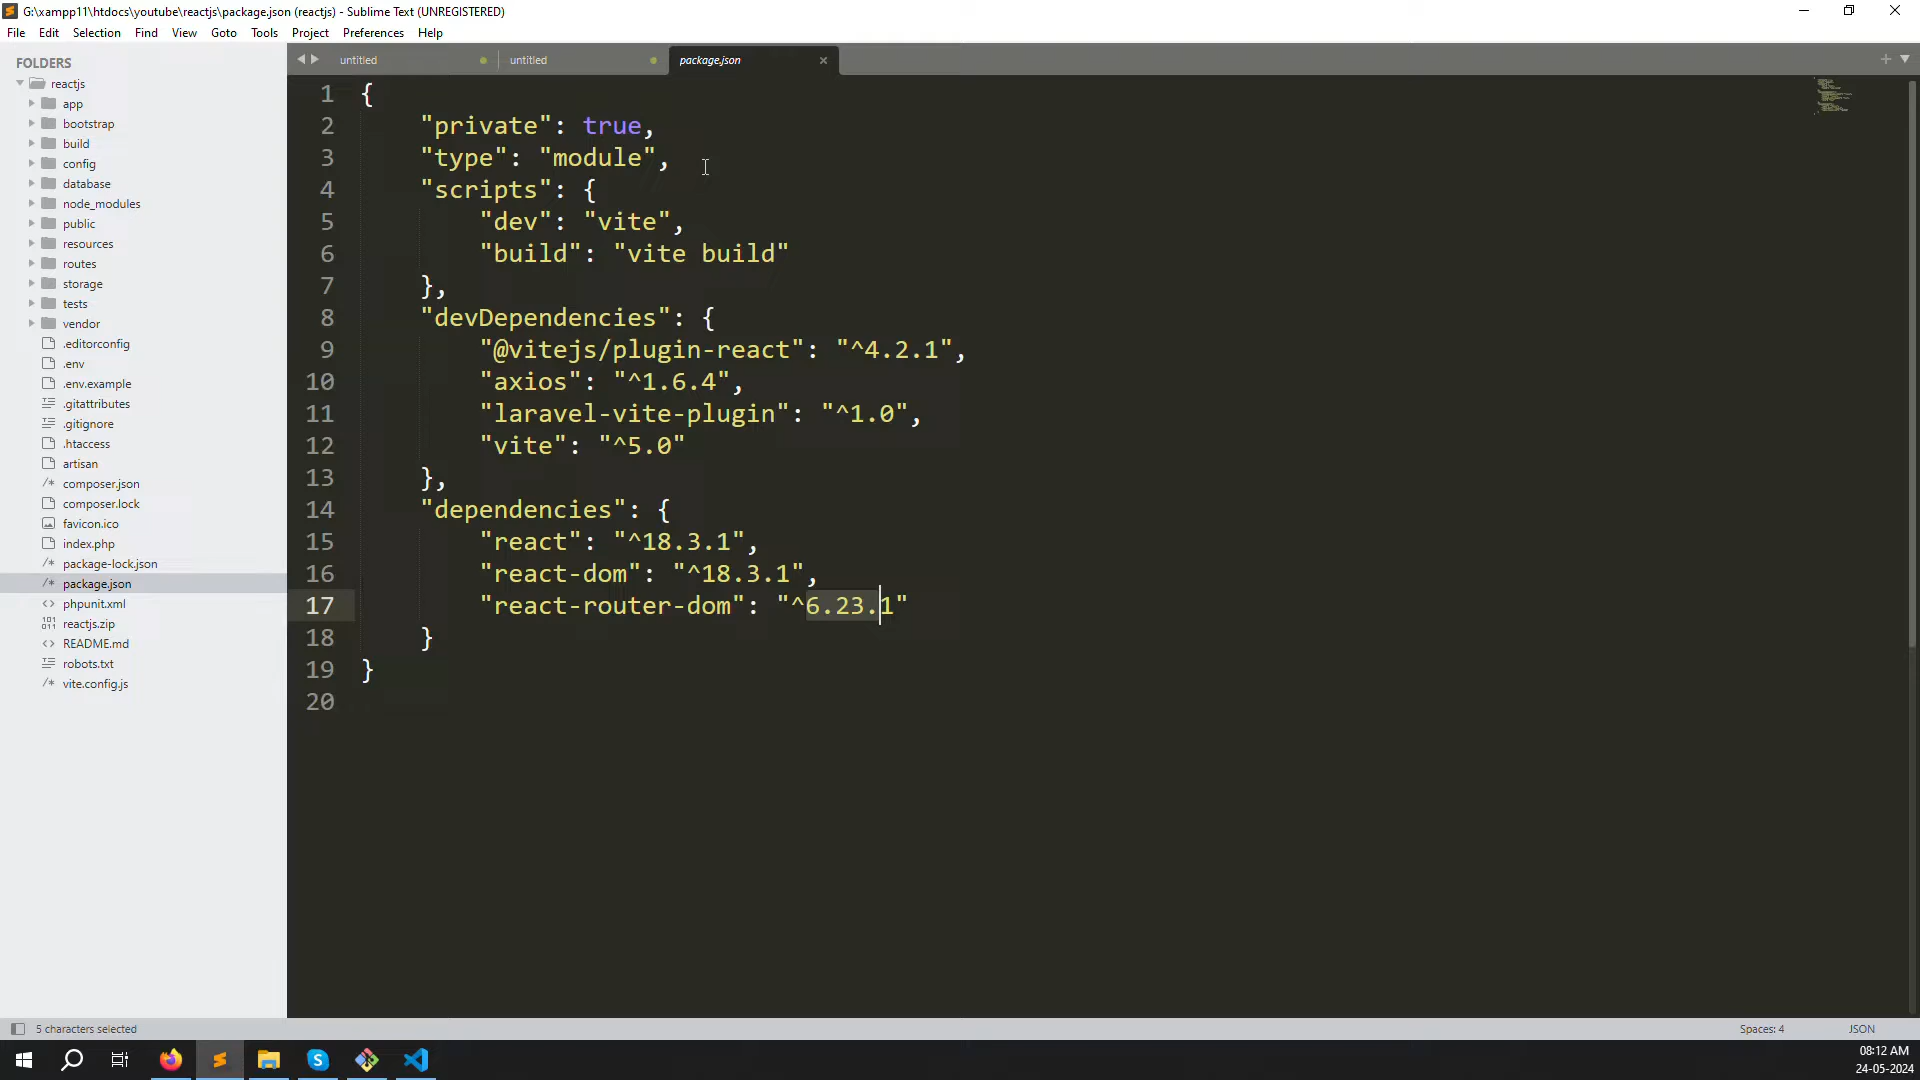 G:\xampp11\htdocs\youtube\reactjs\package.json (reactjs) - Sublime Text (UNREGISTERED)
File Edit Selection Find View Goto Tools Project Preferences Help
FOLDERS
reactjs
app
bootstrap
build
config
database
node_modules
public
resources
routes
storage
tests
vendor
.editorconfig
.env
.env.example
.gitattributes
.gitignore
.htaccess
artisan
composer.json
composer.lock
favicon.ico
index.php
package-lock.json
package.json
phpunit.xml
reactjs.zip
README.md
robots.txt
vite.config.js
untitled untitled package.json
1 {
2 "private": true,
3 "type": "module",
4 "scripts": {
5 "dev": "vite",
6 "build": "vite build"
7 },
8 "devDependencies": {
9 "@vitejs/plugin-react": "^4.2.1",
10 "axios": "^1.6.4",
11 "laravel-vite-plugin": "^1.0",
12 "vite": "^5.0"
13 },
14 "dependencies": {
15 "react": "^18.3.1",
16 "react-dom": "^18.3.1",
17 "react-router-dom": "^6.23.1"
18 }
19 }
20
5 characters selected Spaces: 4 JSON
08:12 AM
24-05-2024